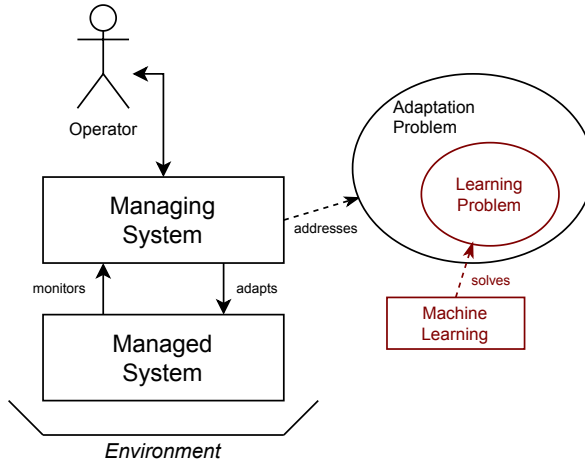 Operator
Adaptation
Problem
Learning
Problem
Managing
System
addresses
monitors
adapts
solves
Machine
Learning
Managed
System
Environment